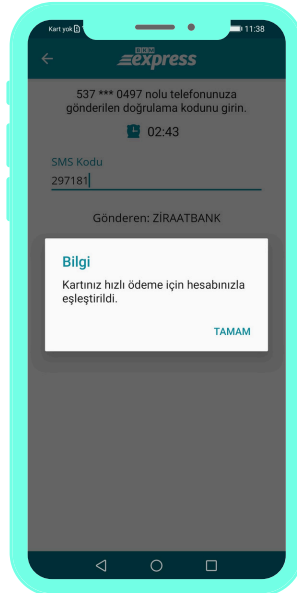 Kart yok
11:38
BKM
express
537 *** 0497 nolu telefonunuza
gönderilen doğrulama kodunu girin.
02:43
SMS Kodu
297181
Gönderen: ZİRAATBANK
Bilgi
Kartınız hızlı ödeme için hesabınızla
eşleştirildi.
TAMAM